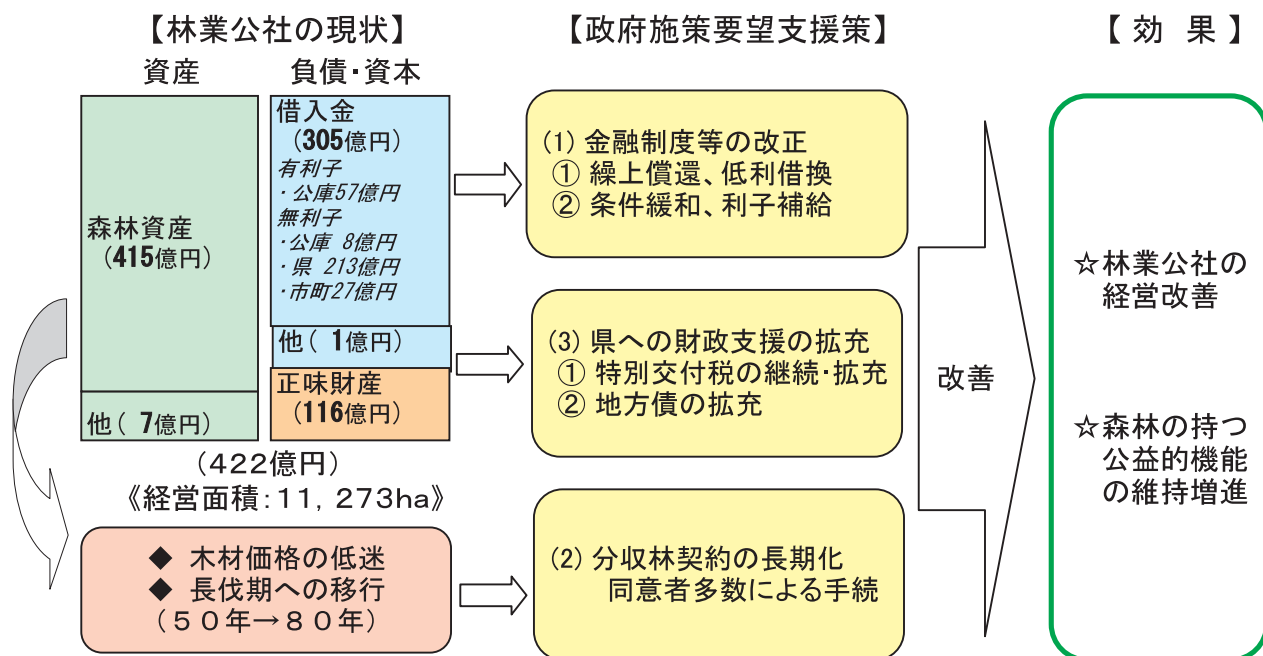 【林業公社の現状】
資産
負債・資本
森林資産
(415億円)
他( 7億円)
借入金
(305億円)
有利子
・公庫57億円
無利子
・公庫 8億円
・県 213億円
・市町27億円
他( 1億円)
正味財産
(116億円)
(422億円)
《経営面積:11, 273ha》
◆ 木材価格の低迷
◆ 長伐期への移行
(50年→80年)
【政府施策要望支援策】
(1) 金融制度等の改正
① 繰上償還、低利借換
② 条件緩和、利子補給
(3) 県への財政支援の拡充
① 特別交付税の継続・拡充
② 地方債の拡充
(2) 分収林契約の長期化
同意者多数による手続
改善
【 効 果 】
☆林業公社の
経営改善
☆森林の持つ
公益的機能
の維持増進